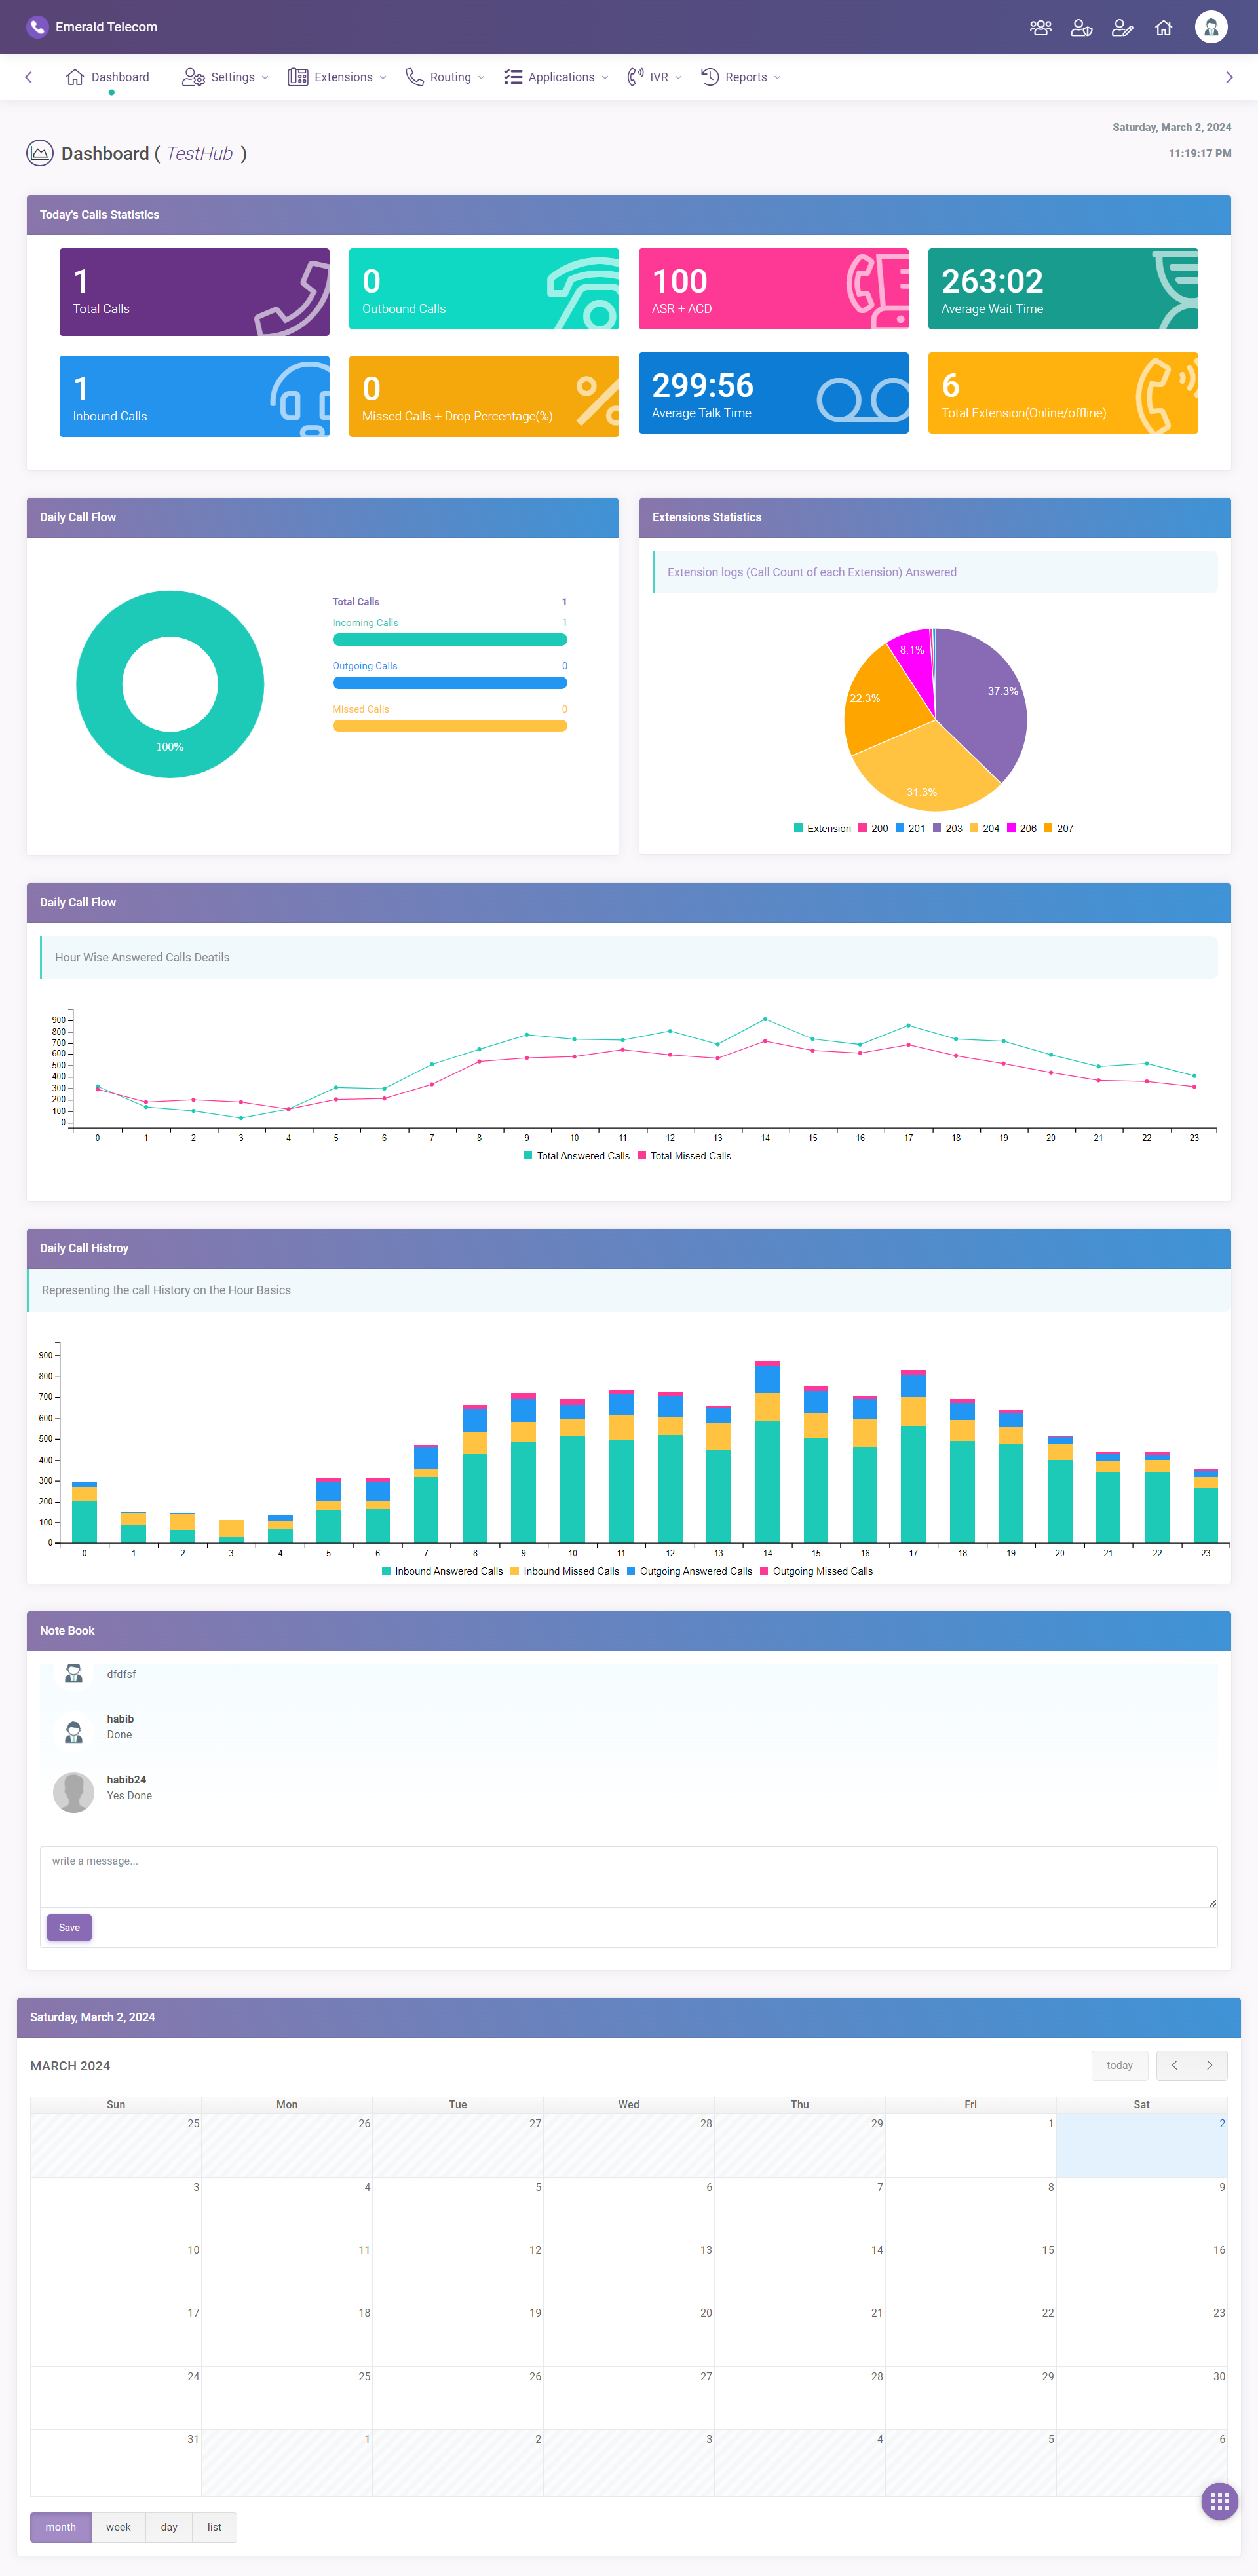 Emerald Telecom
Dashboard Settings Extensions Routing Applications IVR Reports
Saturday, March 2, 2024
Dashboard ( TestHub )
11:19:17 PM
Today's Calls Statistics
1
Total Calls
0
Outbound Calls
100
ASR + ACD
263:02
Average Wait Time
1
Inbound Calls
0
Missed Calls + Drop Percentage(%)
299:56
Average Talk Time
6
Total Extension(Online/offline)
Daily Call Flow
100%
Total Calls 1
Incoming Calls 1
Outgoing Calls 0
Missed Calls 0
Extensions Statistics
Extension logs (Call Count of each Extension) Answered
8.1%
37.3%
22.3%
31.3%
Extension 200 201 203 204 206 207
Daily Call Flow
Hour Wise Answered Calls Deatils
900
800
700
600
500
400
300
200
100
0
0 1 2 3 4 5 6 7 8 9 10 11 12 13 14 15 16 17 18 19 20 21 22 23
Total Answered Calls Total Missed Calls
Daily Call Histroy
Representing the call History on the Hour Basics
900
800
700
600
500
400
300
200
100
0
0 1 2 3 4 5 6 7 8 9 10 11 12 13 14 15 16 17 18 19 20 21 22 23
Inbound Answered Calls Inbound Missed Calls Outgoing Answered Calls Outgoing Missed Calls
Note Book
dfdfsf
habib
Done
habib24
Yes Done
write a message...
Save
Saturday, March 2, 2024
MARCH 2024
today
Sun Mon Tue Wed Thu Fri Sat
25 26 27 28 29 1 2
3 4 5 6 7 8 9
10 11 12 13 14 15 16
17 18 19 20 21 22 23
24 25 26 27 28 29 30
31 1 2 3 4 5 6
month week day list